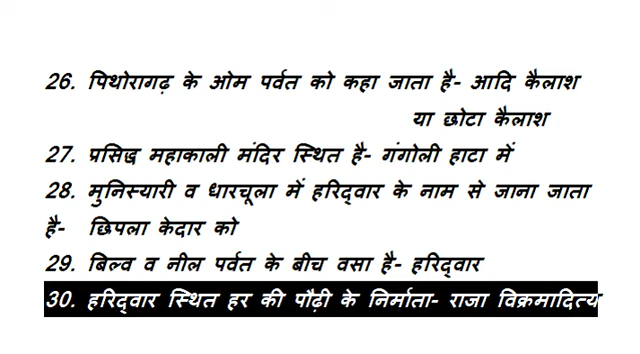 26. पिथोरागढ़ के ओम पर्वत को कहा जाता है- आदि कैलाश
या छोटा कैलाश
27. प्रसिद्ध महाकाली मंदिर स्थित है- गंगोली हाटा में
28. मुनिस्यारी व धारचूला में हरिद्वार के नाम से जाना जाता
है- छिपला केदार को
29. बिल्व व नील पर्वत के बीच वसा है- हरिद्वार
30. हरिद्वार स्थित हर की पौढ़ी के निर्माता- राजा विक्रमादित्य